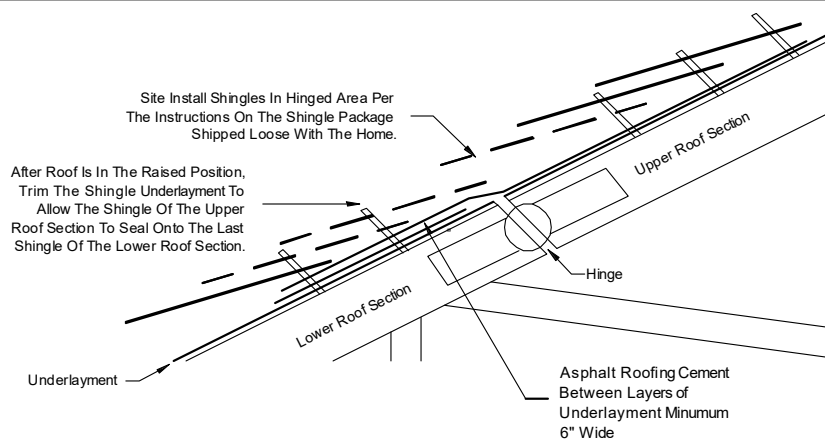 Site Install Shingles In Hinged Area Per
The Instructions On The Shingle Package
Shipped Loose With The Home.
After Roof Is In The Raised Position,
Trim The Shingle Underlayment To
Allow The Shingle Of The Upper
Roof Section To Seal Onto The Last
Shingle Of The Lower Roof Section.
Upper Roof Section
Hinge
Lower Roof Section
Underlayment
Asphalt Roofing Cement
Between Layers of
Underlayment Minumum
6" Wide